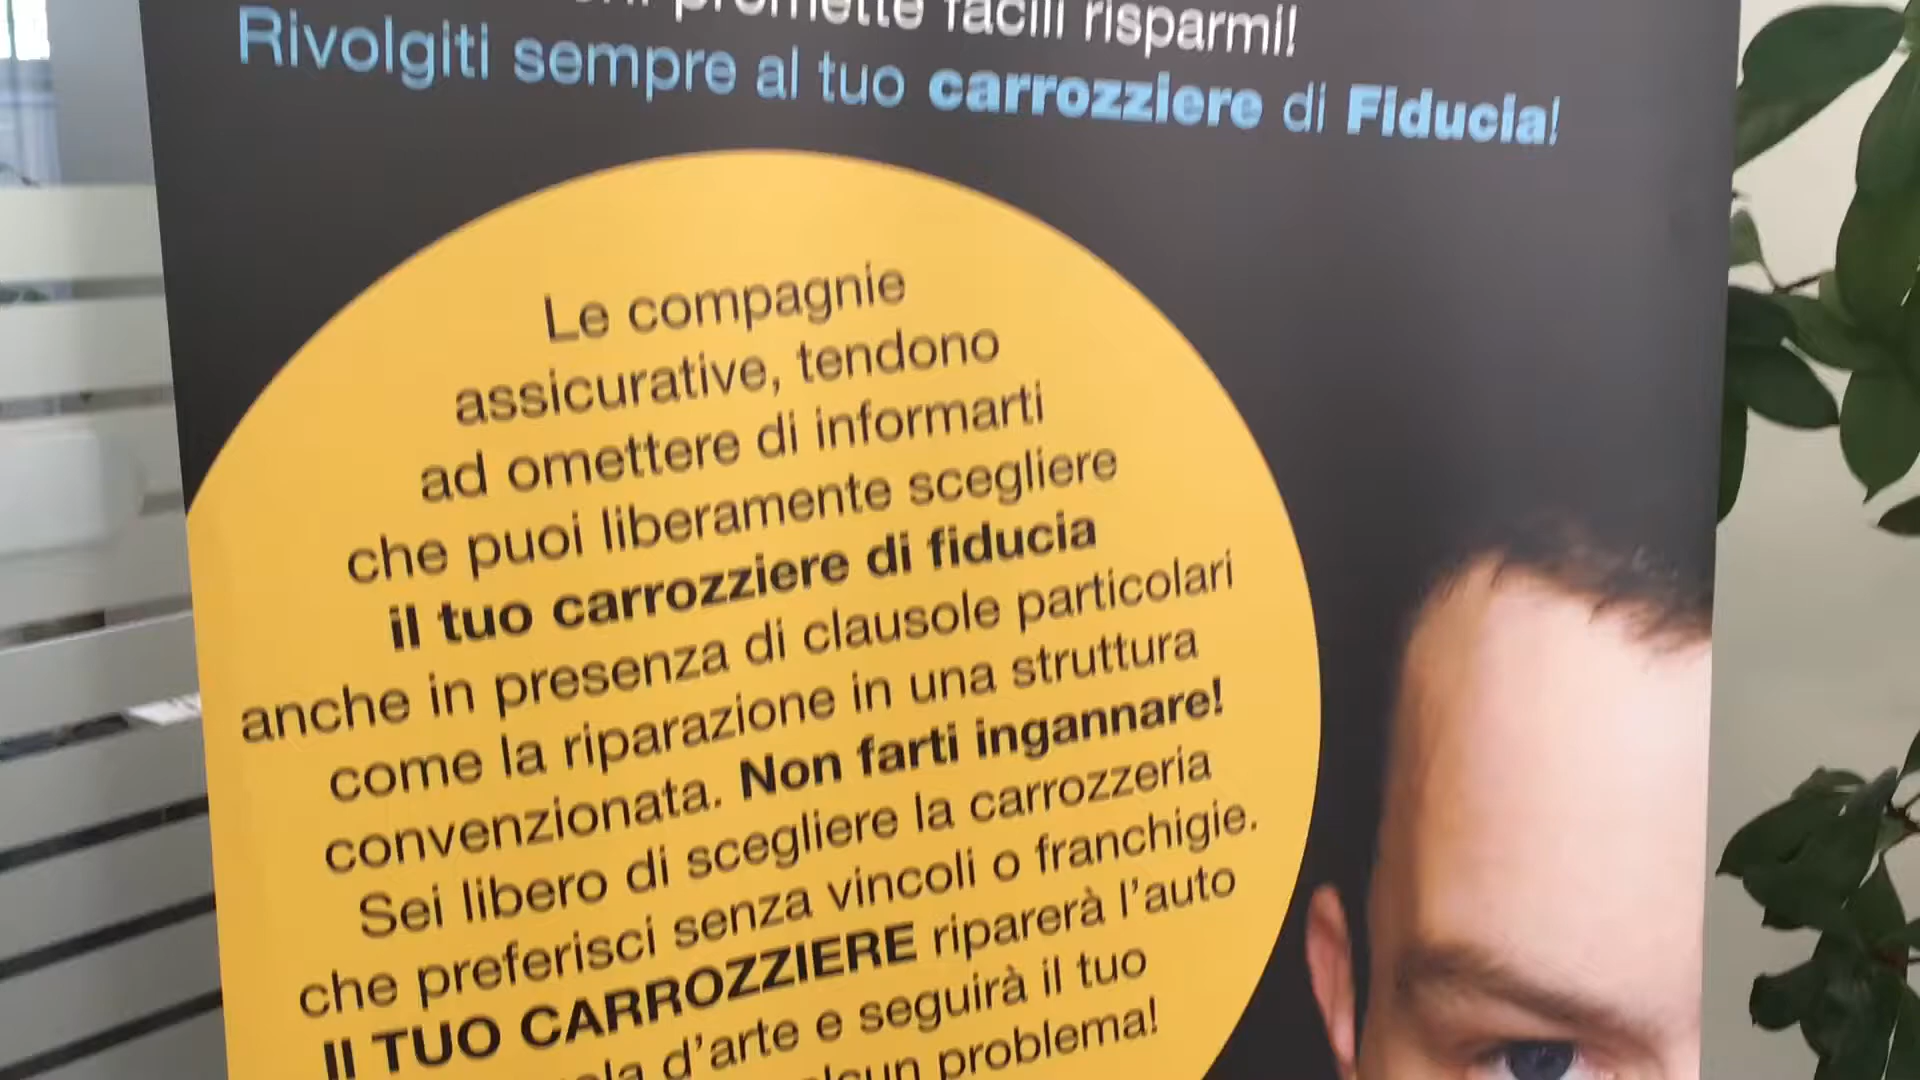 promette facili risparmi!
Rivolgiti sempre al tuo carrozziere di Fiducia!
Le compagnie
assicurative, tendono
ad omettere di informarti
che puoi liberamente scegliere
il tuo carrozziere di fiducia
anche in presenza di clausole particolari
come la riparazione in una struttura
convenzionata. Non farti ingannare!
Sei libero di scegliere la carrozzeria
che preferisci senza vincoli o franchigie.
Il TUO CARROZZIERE riparerà l'auto
d'arte e seguirà il tuo
problema!